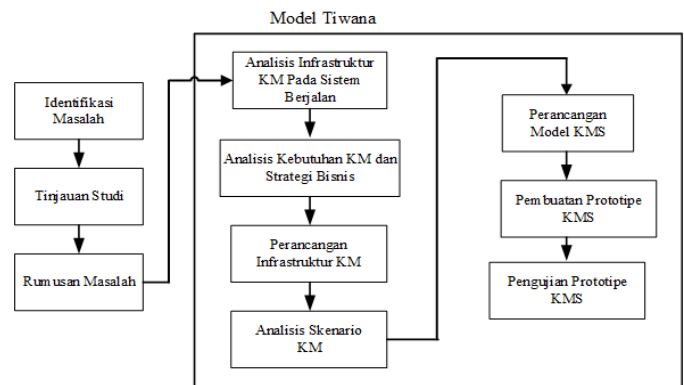 Model Tiwana
Identifikasi
Masalah
Tinjauan Studi
Rumusan Masalah
Analisis Infrastruktur
KM Pada Sistem
Berjalan
Analisis Kebutuhan KM dan
Strategi Bisnis
Perancangan
Infrastruktur KM
Analisis Skenario
KM
Perancangan
Model KMS
Pembuatan Prototipe
KMS
Pengujian Prototipe
KMS